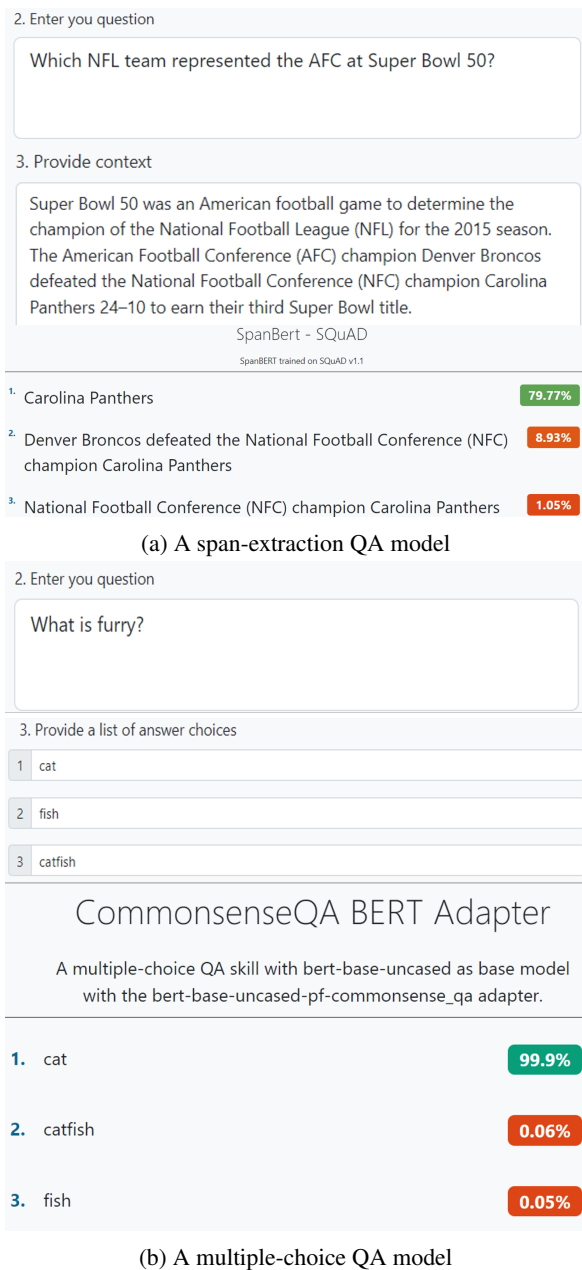 2. Enter you question
Which NFL team represented the AFC at Super Bowl 50?
3. Provide context
Super Bowl 50 was an American football game to determine the
champion of the National Football League (NFL) for the 2015 season.
The American Football Conference (AFC) champion Denver Broncos
defeated the National Football Conference (NFC) champion Carolina
Panthers 24–10 to earn their third Super Bowl title.
SpanBert - SQuAD
SpanBERT trained on SQuAD v1.1
1. Carolina Panthers 79.77%
2. Denver Broncos defeated the National Football Conference (NFC) 8.93%
champion Carolina Panthers
3. National Football Conference (NFC) champion Carolina Panthers 1.05%
(a) A span-extraction QA model
2. Enter you question
What is furry?
3. Provide a list of answer choices
1 cat
2 fish
3 catfish
CommonsenseQA BERT Adapter
A multiple-choice QA skill with bert-base-uncased as base model
with the bert-base-uncased-pf-commonsense_qa adapter.
1. cat 99.9%
2. catfish 0.06%
3. fish 0.05%
(b) A multiple-choice QA model